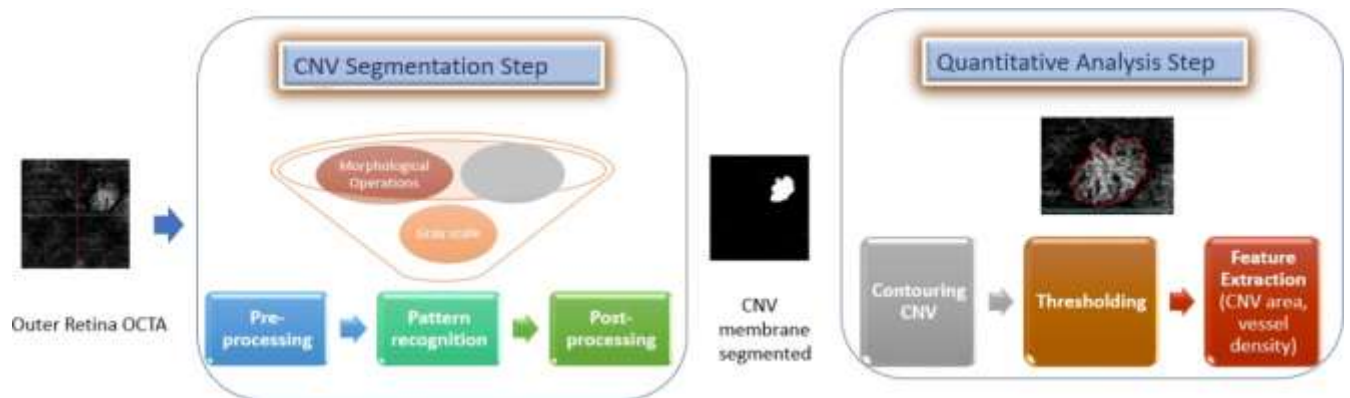 CNV Segmentation Step
Morphological
Operations
Gray scale
Pre-
processing
Pattern
recognition
Post-
processing
Outer Retina OCTA
CNV
membrane
segmented
Quantitative Analysis Step
Contouring
CNV
Thresholding
Feature
Extraction
(CNV area,
vessel
density)